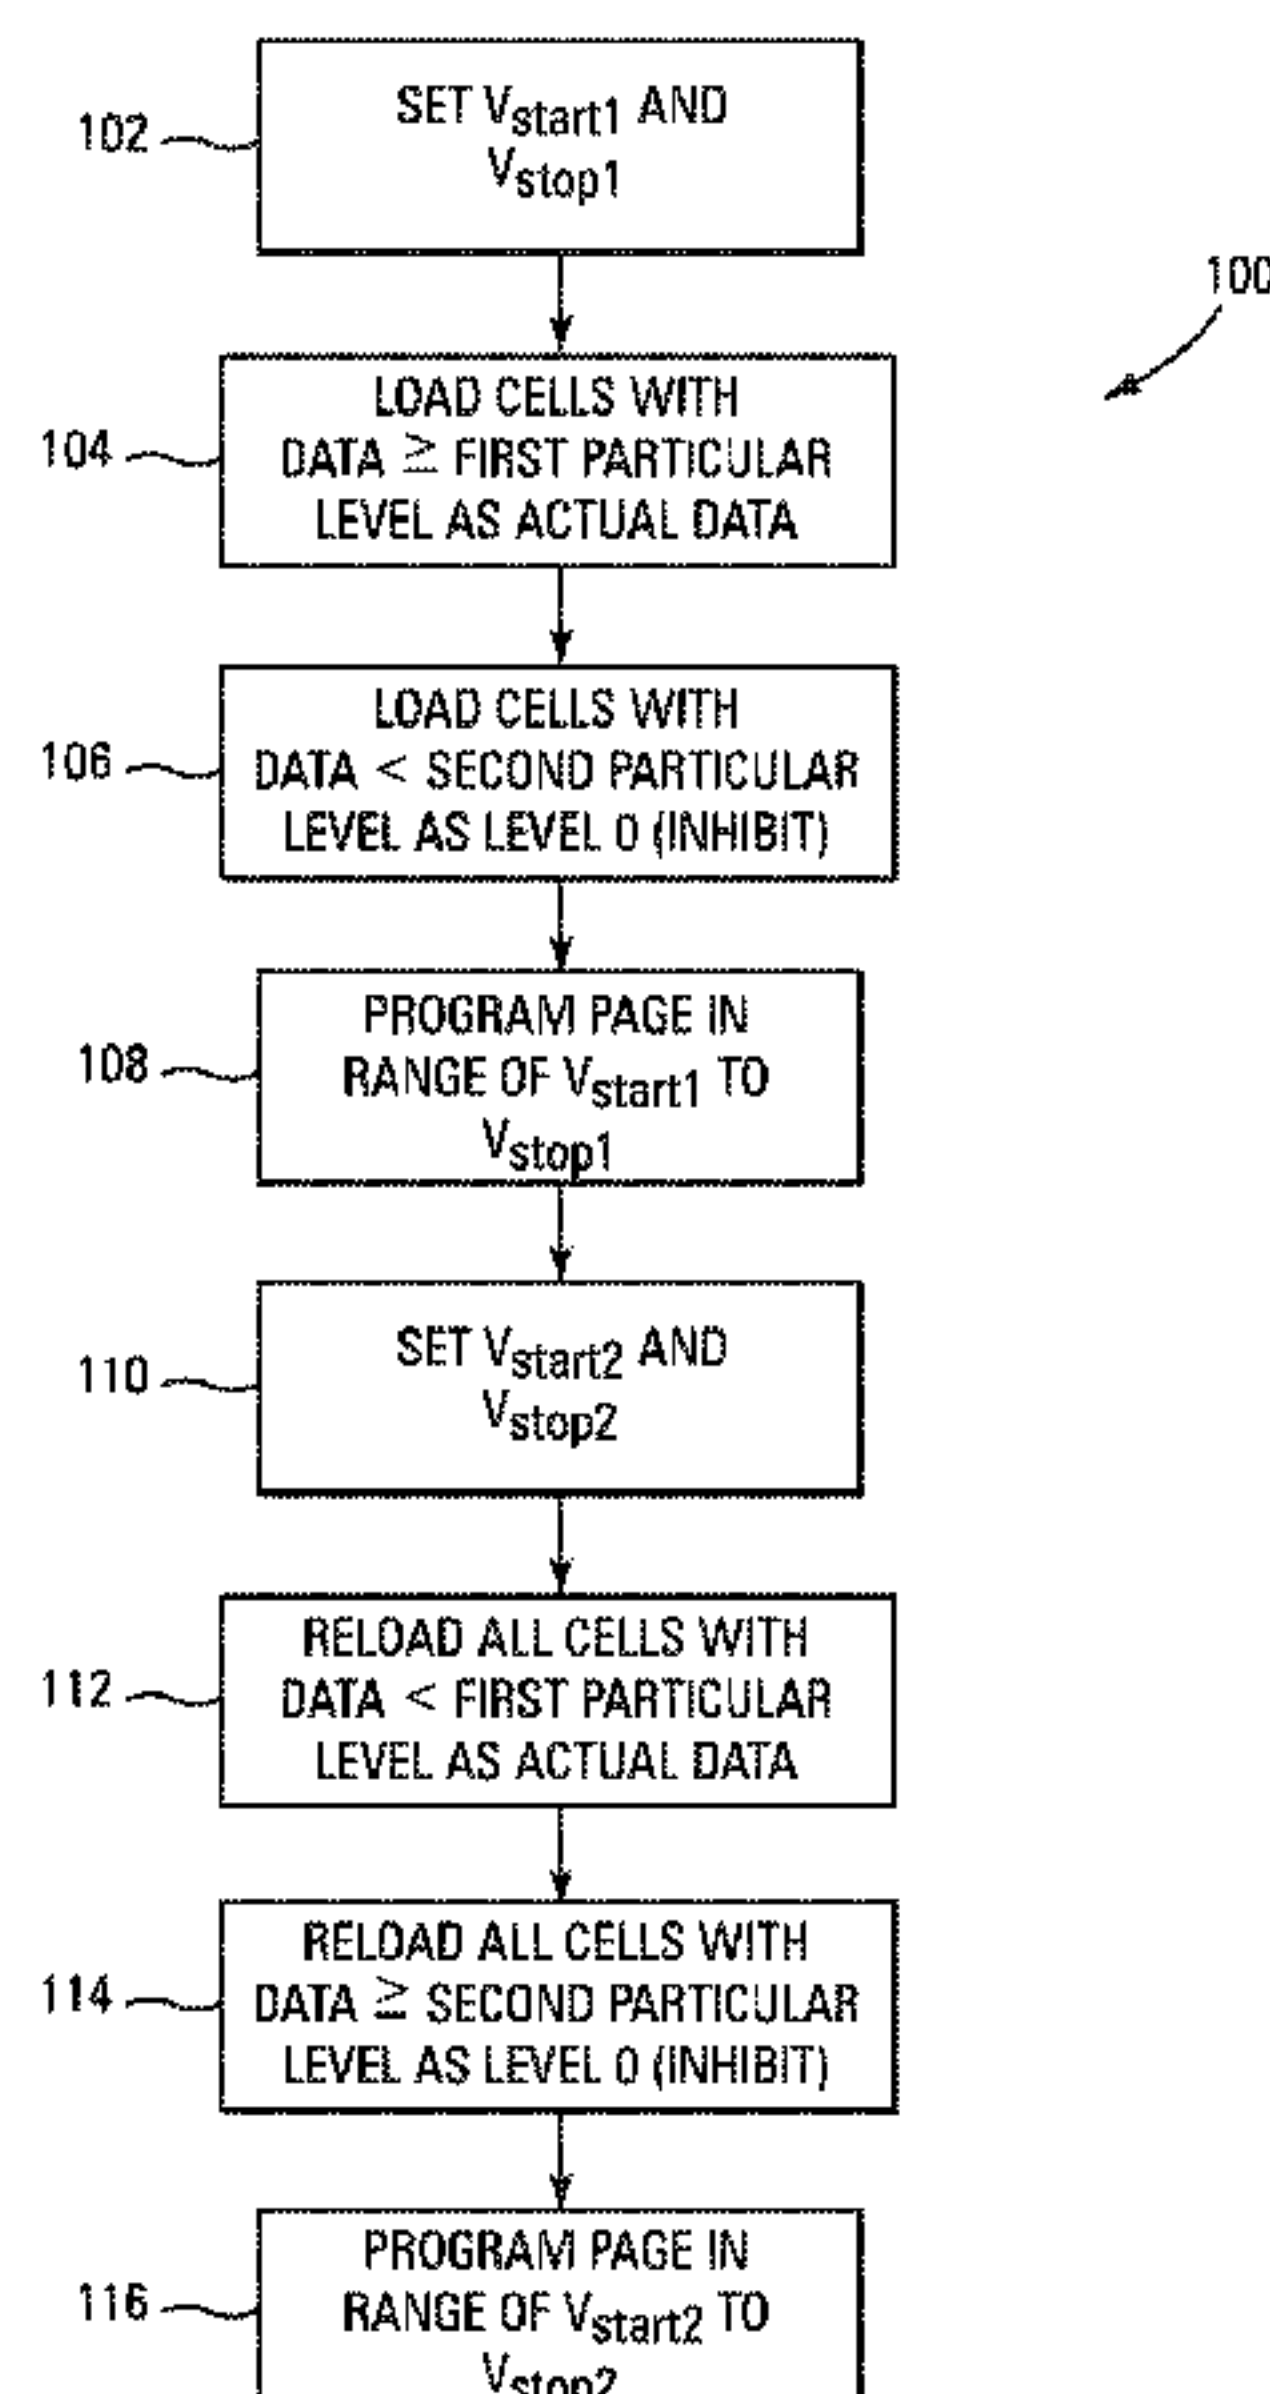 102
SET Vstart1 AND
Vstop1
100
104
LOAD CELLS WITH
DATA ≧ FIRST PARTICULAR
LEVEL AS ACTUAL DATA
106
LOAD CELLS WITH
DATA < SECOND PARTICULAR
LEVEL AS LEVEL 0 (INHIBIT)
108
PROGRAM PAGE IN
RANGE OF Vstart1 TO
Vstop1
110
SET Vstart2 AND
Vstop2
112
RELOAD ALL CELLS WITH
DATA < FIRST PARTICULAR
LEVEL AS ACTUAL DATA
114
RELOAD ALL CELLS WITH
DATA ≧ SECOND PARTICULAR
LEVEL AS LEVEL 0 (INHIBIT)
116
PROGRAM PAGE IN
RANGE OF Vstart2 TO
Vstop2